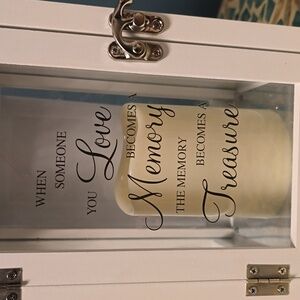 WHEN
SOMEONE
YOU Love
BECOMES A
Memory
THE MEMORY
BECOMES A
Treasure